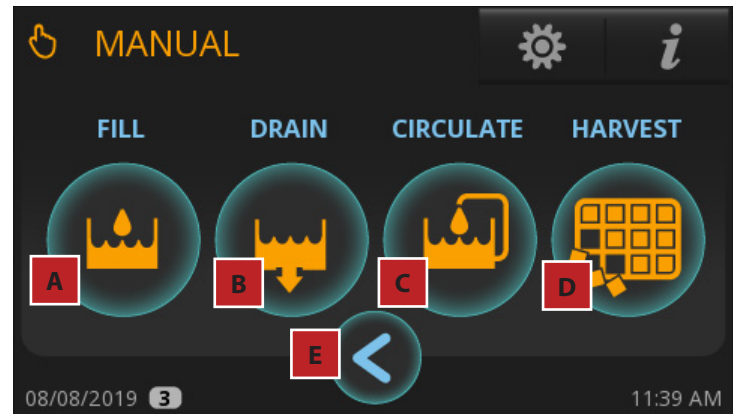 MANUAL i
FILL DRAIN CIRCULATE HARVEST
A B C D
E
08/08/2019 3 11:39 AM